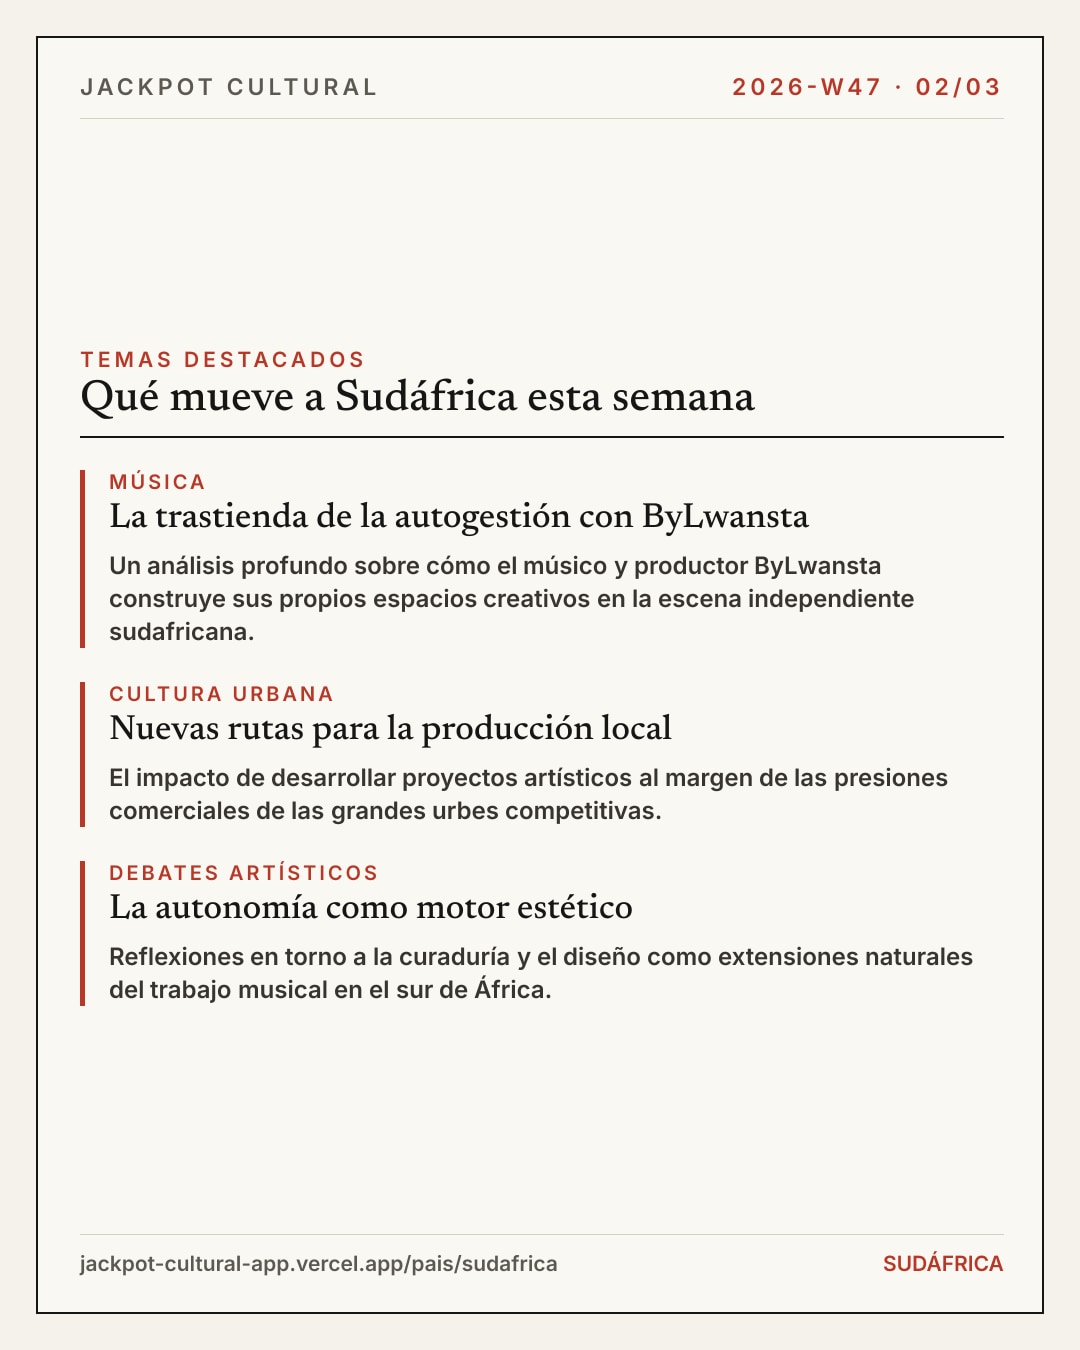 JACKPOT CULTURAL
2026-W47 · 02/03
TEMAS DESTACADOS
Qué mueve a Sudáfrica esta semana
MÚSICA
La trastienda de la autogestión con ByLwansta
Un análisis profundo sobre cómo el músico y productor ByLwansta
construye sus propios espacios creativos en la escena independiente
sudafricana.
CULTURA URBANA
Nuevas rutas para la producción local
El impacto de desarrollar proyectos artísticos al margen de las presiones
comerciales de las grandes urbes competitivas.
DEBATES ARTÍSTICOS
La autonomía como motor estético
Reflexiones en torno a la curaduría y el diseño como extensiones naturales
del trabajo musical en el sur de África.
jackpot-cultural-app.vercel.app/pais/sudafrica
SUDÁFRICA